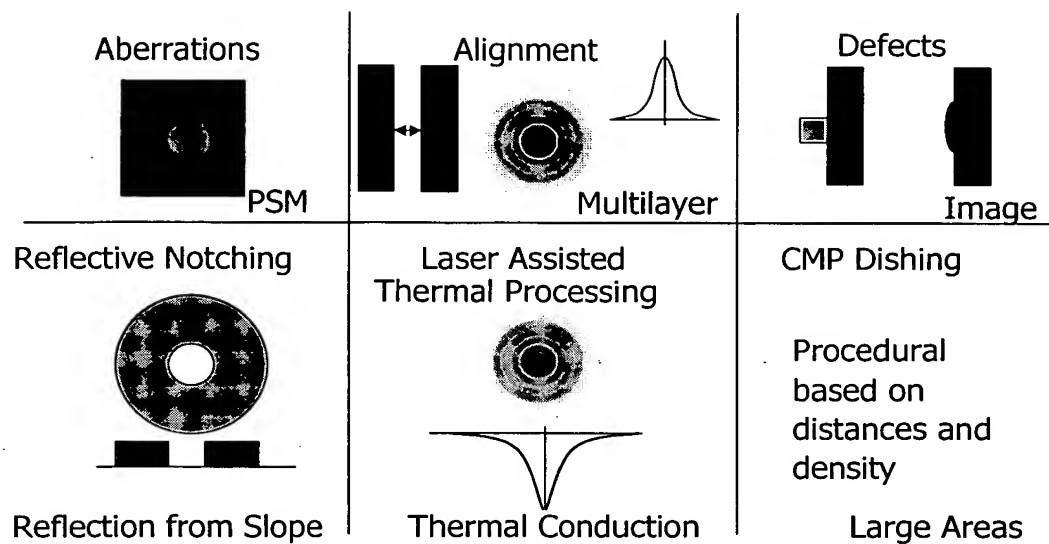 Aberrations
PSM
Alignment
Multilayer
Defects
Image
Reflective Notching
Reflection from Slope
Laser Assisted
Thermal Processing
Thermal Conduction
CMP Dishing
Procedural
based on
distances and
density
Large Areas